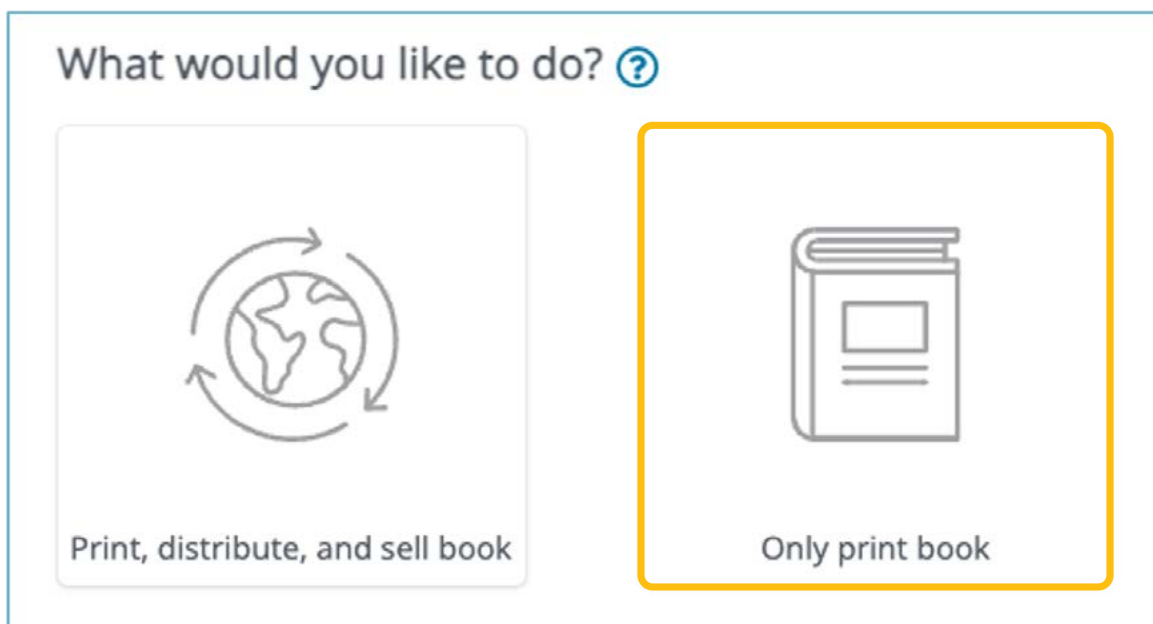 What would you like to do? ?
Print, distribute, and sell book
Only print book